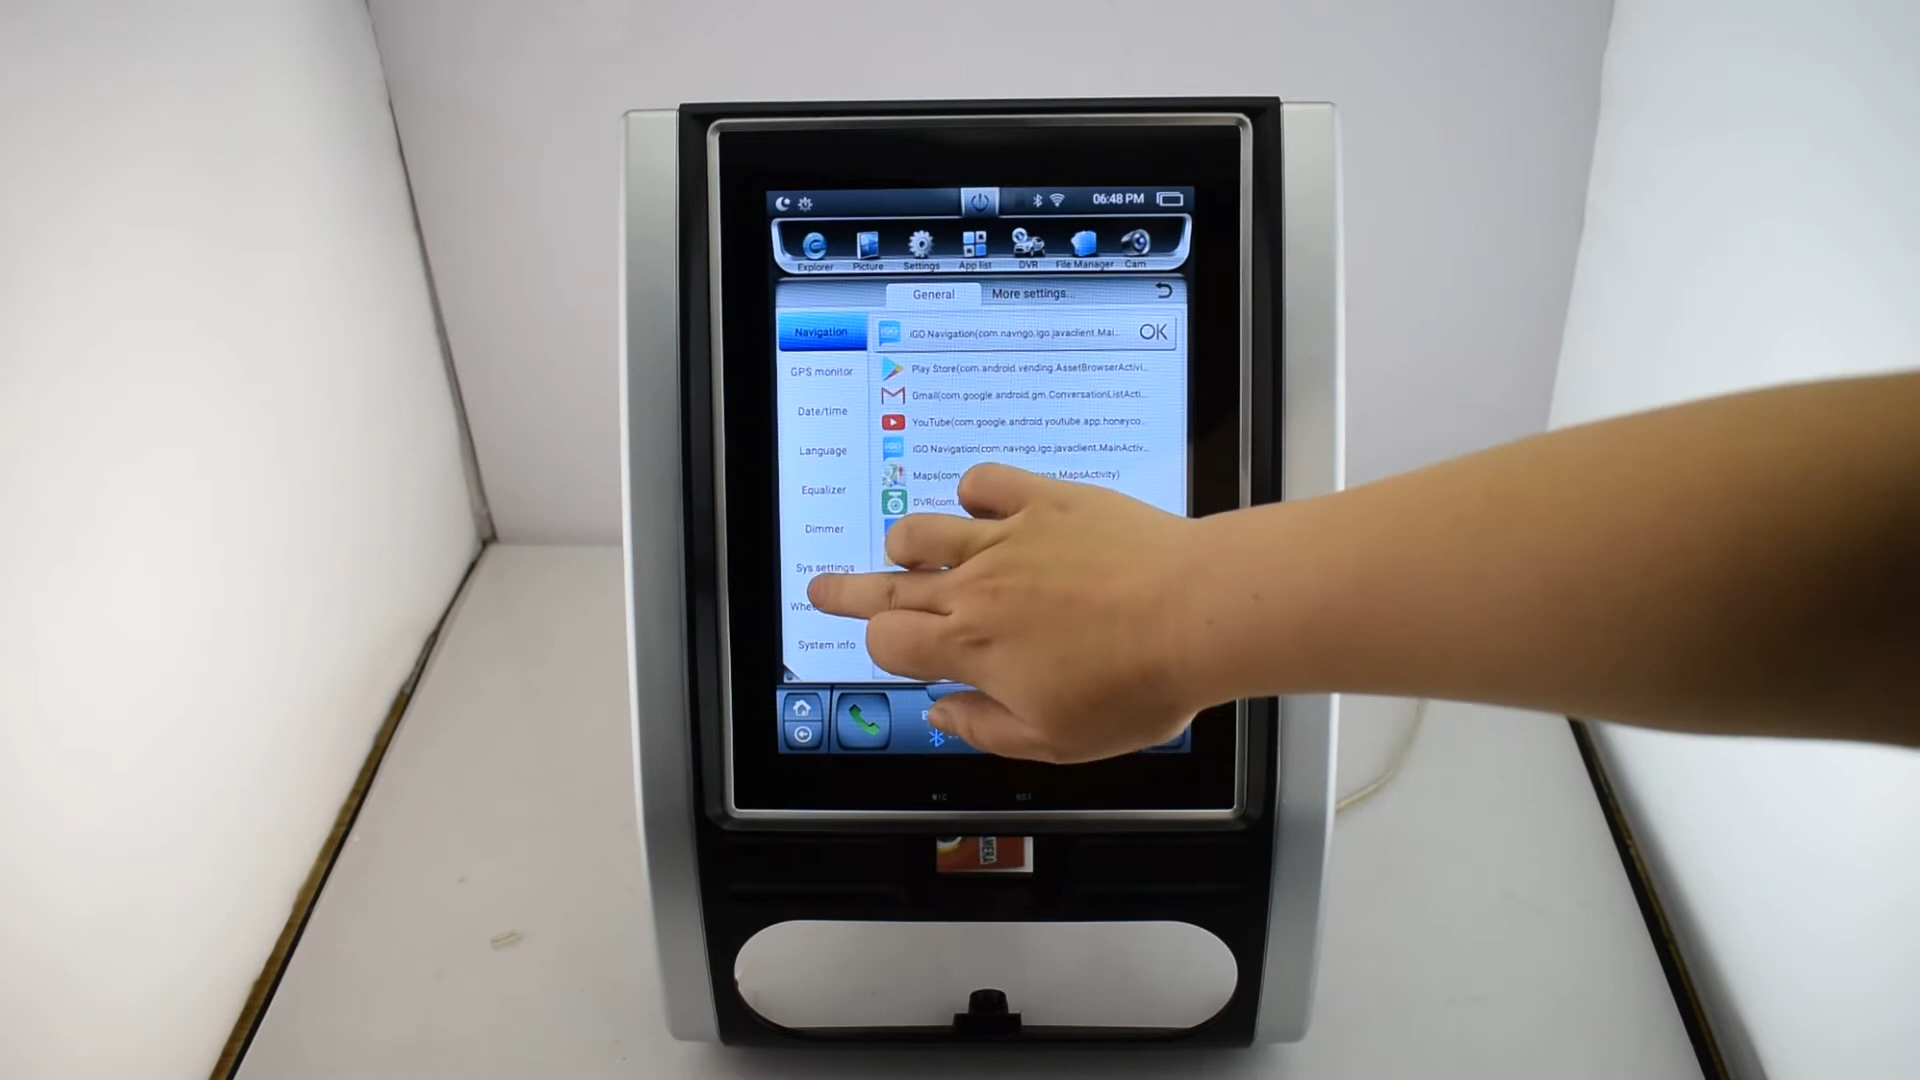 06:48 PM
Explorer Picture Settings App list DVR File Manager Cam
General More settings...
Navigation
iGO Navigation(com.navngo.igo.javaclient.Mai... OK
GPS monitor
Play Store(com.android.vending.AssetBrowserActivi...
Gmail(com.google.android.gm.ConversationListActi...
Date/time
YouTube(com.google.android.youtube.app.honeyco...
Language
iGO Navigation(com.navngo.igo.javaclient.MainActiv...
Maps(com. MapsActivity)
Equalizer
DVR(com.
Dimmer
Sys settings
Whe
System info
MIC RST